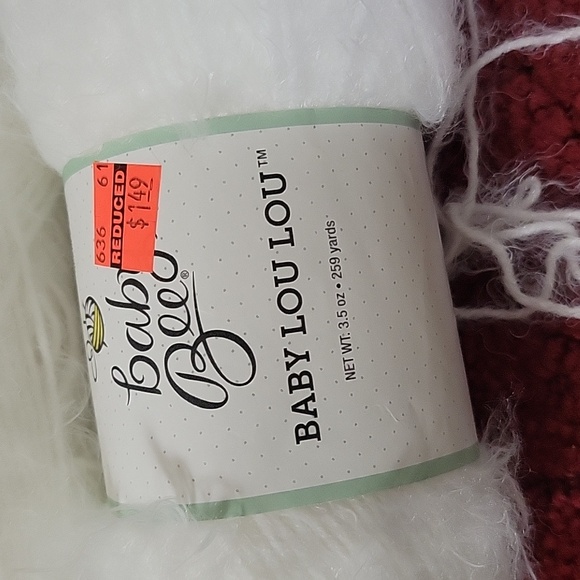 636 61
REDUCED
$1.49
baby
Bee®
BABY LOU LOU™
NET WT. 3.5 oz • 259 yards